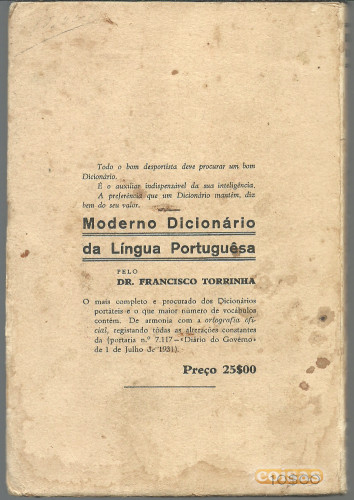 Todo o bom desportista deve procurar um bom
Dicionário.
É o auxiliar indispensável da sua inteligência.
A preferência que um Dicionário mantém, diz
bem do seu valor.
Moderno Dicionário
da Língua Portuguêsa
PELO
DR. FRANCISCO TORRINHA
O mais completo e procurado dos Dicionários
portáteis e o que maior número de vocábulos
contém. De armonia com a ortografia ofi-
cial, registando tôdas as alterações constantes
da (portaria n.º 7.117—«Diário do Govêrno»
de 1 de Julho de 1931).
Preço 25$00
coisas